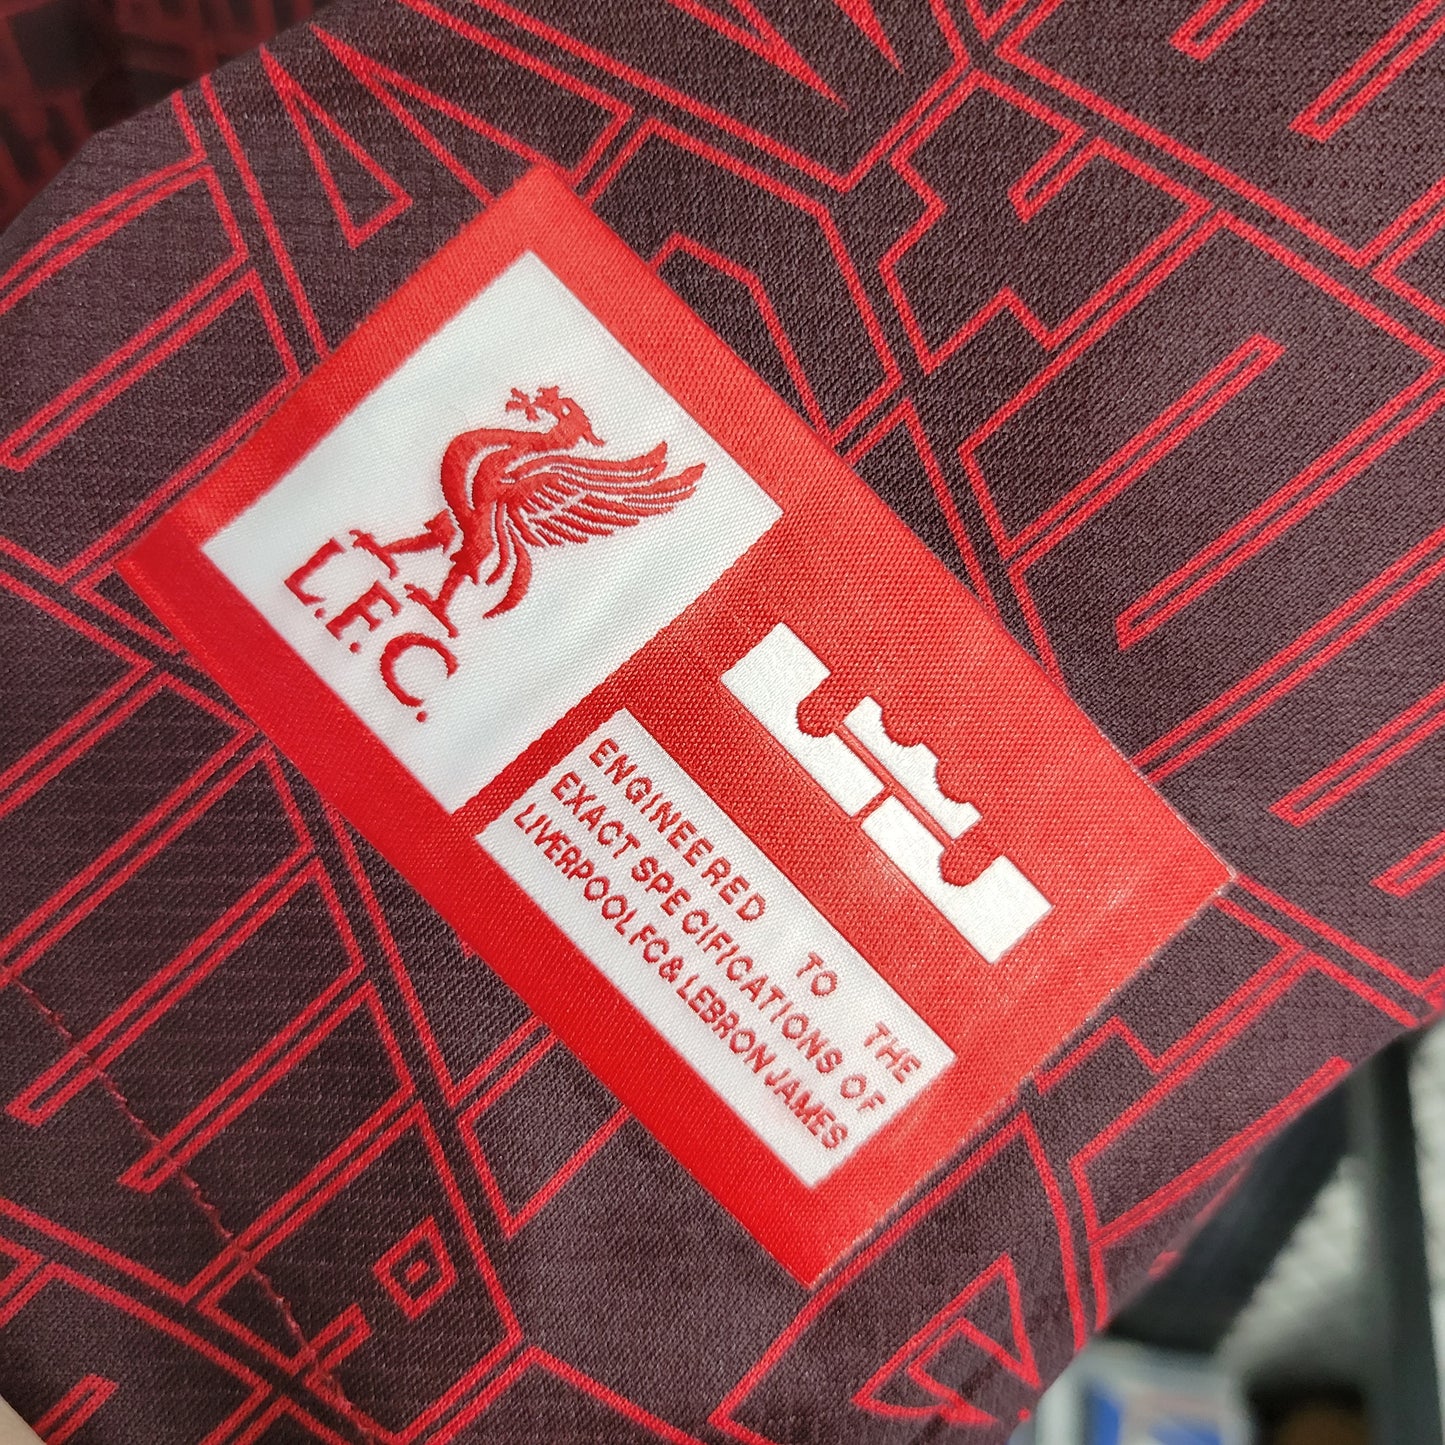 L.F.C.
ENGINEERED TO THE
EXACT SPECIFICATIONS OF
LIVERPOOL FC & LEBRON JAMES